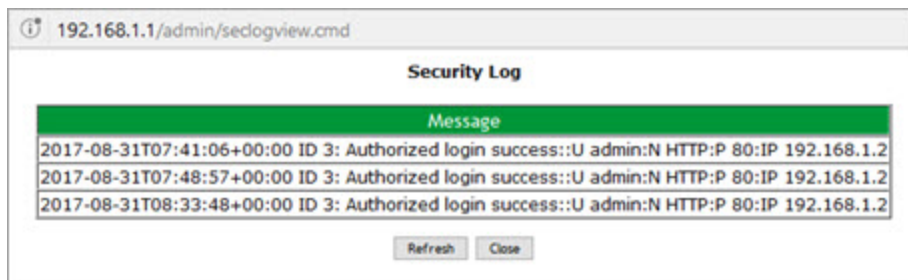 192.168.1.1/admin/seclogview.cmd
Security Log
Message
2017-08-31T07:41:06+00:00 ID 3: Authorized login success::U admin:N HTTP:P 80:IP 192.168.1.2
2017-08-31T07:48:57+00:00 ID 3: Authorized login success::U admin:N HTTP:P 80:IP 192.168.1.2
2017-08-31T08:33:48+00:00 ID 3: Authorized login success::U admin:N HTTP:P 80:IP 192.168.1.2
Refresh Close